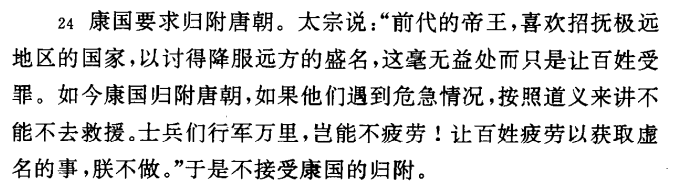 24 康国要求归附唐朝。太宗说:“前代的帝王,喜欢招抚极远
地区的国家,以讨得降服远方的盛名,这毫无益处而只是让百姓受
罪。如今康国归附唐朝,如果他们遇到危急情况,按照道义来讲不
能不去救援。士兵们行军万里,岂能不疲劳!让百姓疲劳以获取虚
名的事,朕不做。”于是不接受康国的归附。